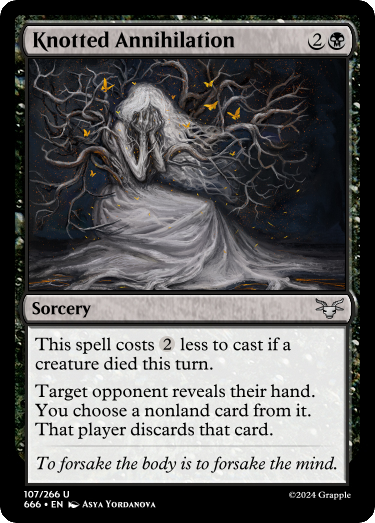 Knotted Annihilation 2
Sorcery
This spell costs 2 less to cast if a
creature died this turn.
Target opponent reveals their hand.
You choose a nonland card from it.
That player discards that card.
To forsake the body is to forsake the mind.
107/266 U
666 • EN Asya Yordanova
©2024 Grapple